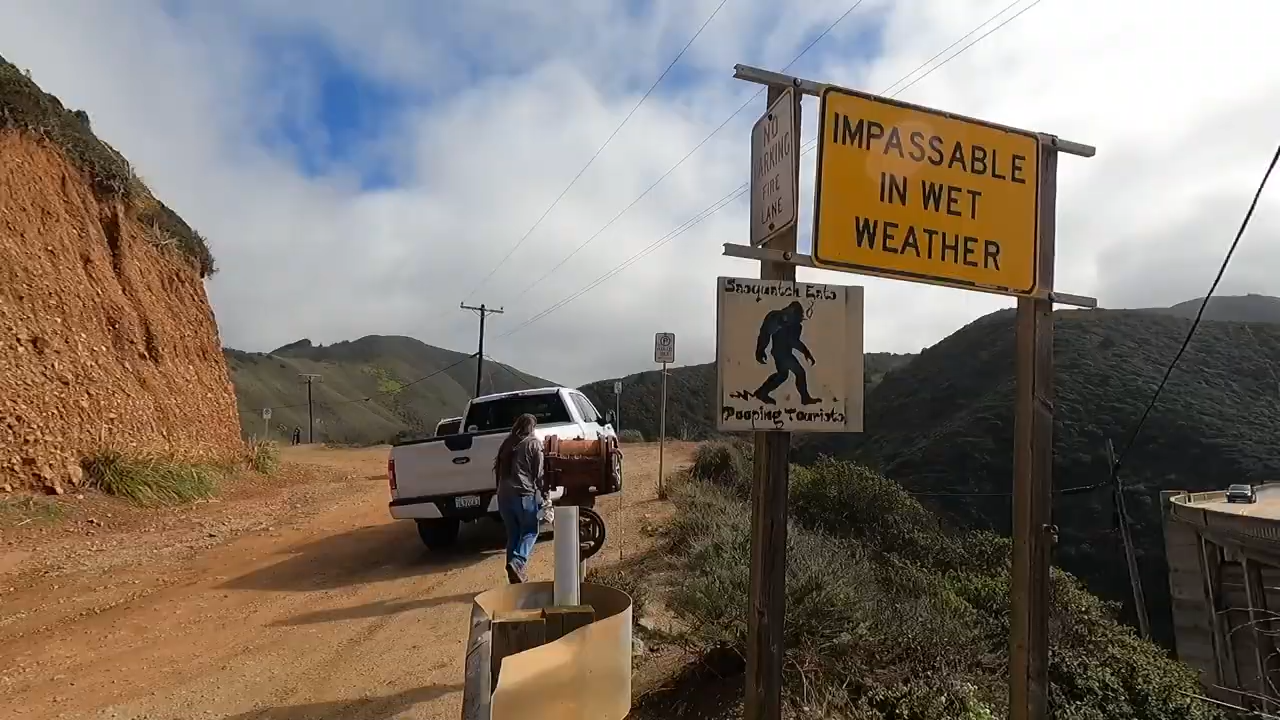 NO
PARKING
FIRE
LANE
IMPASSABLE
IN WET
WEATHER
Sasquatch Eats
Pooping Tourists